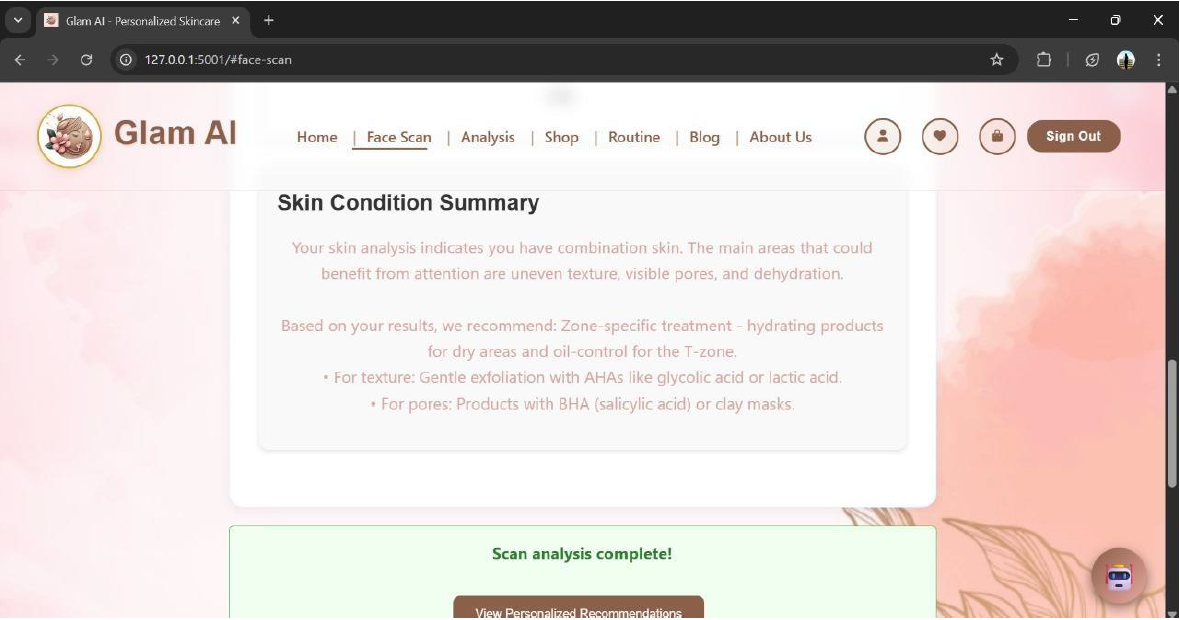 Glam AI - Personalized Skincare
127.0.0.1:5001/#face-scan
Glam AI
Home | Face Scan | Analysis | Shop | Routine | Blog | About Us
Sign Out
Skin Condition Summary
Your skin analysis indicates you have combination skin. The main areas that could
benefit from attention are uneven texture, visible pores, and dehydration.
Based on your results, we recommend: Zone-specific treatment - hydrating products
for dry areas and oil-control for the T-zone.
• For texture: Gentle exfoliation with AHAs like glycolic acid or lactic acid.
• For pores: Products with BHA (salicylic acid) or clay masks.
Scan analysis complete!
View Personalized Recommendations